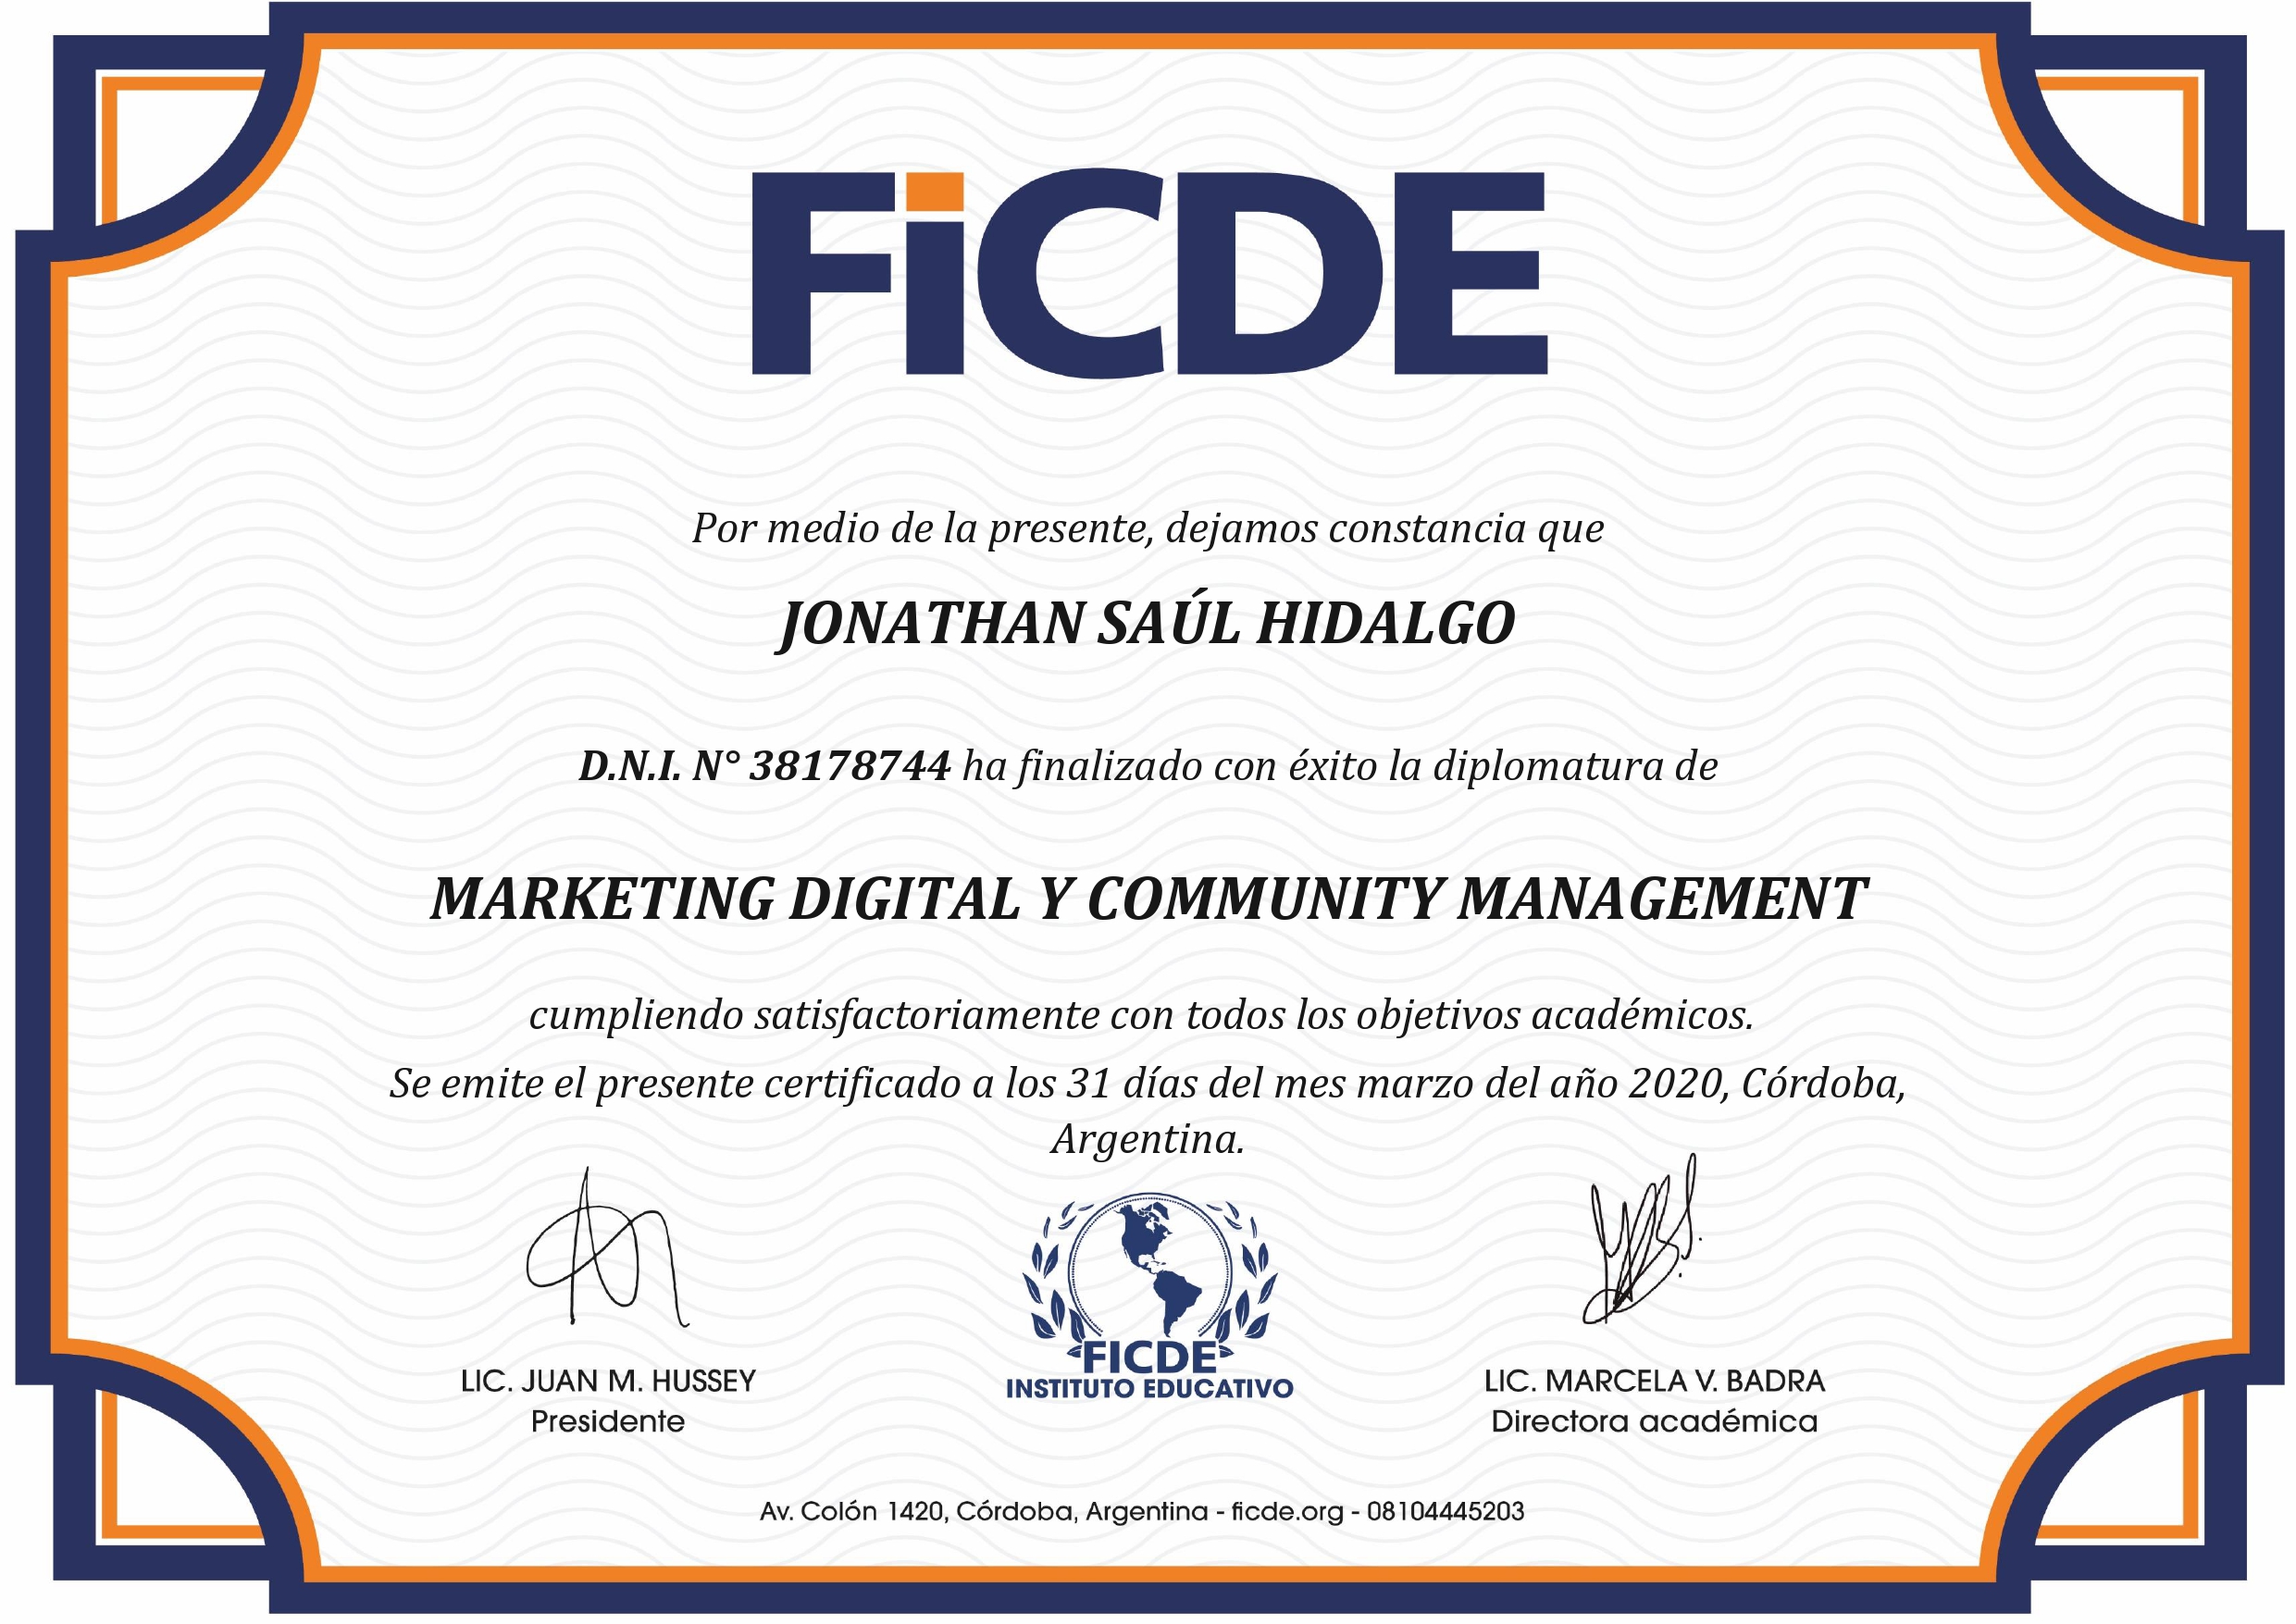 FiCDE
Por medio de la presente, dejamos constancia que
JONATHAN SAÚL HIDALGO
D.N.I. N° 38178744 ha finalizado con éxito la diplomatura de
MARKETING DIGITAL Y COMMUNITY MANAGEMENT
cumpliendo satisfactoriamente con todos los objetivos académicos.
Se emite el presente certificado a los 31 días del mes marzo del año 2020, Córdoba,
Argentina.
FICDE
INSTITUTO EDUCATIVO
LIC. JUAN M. HUSSEY
Presidente
LIC. MARCELA V. BADRA
Directora académica
Av. Colón 1420, Córdoba, Argentina - ficde.org - 08104445203